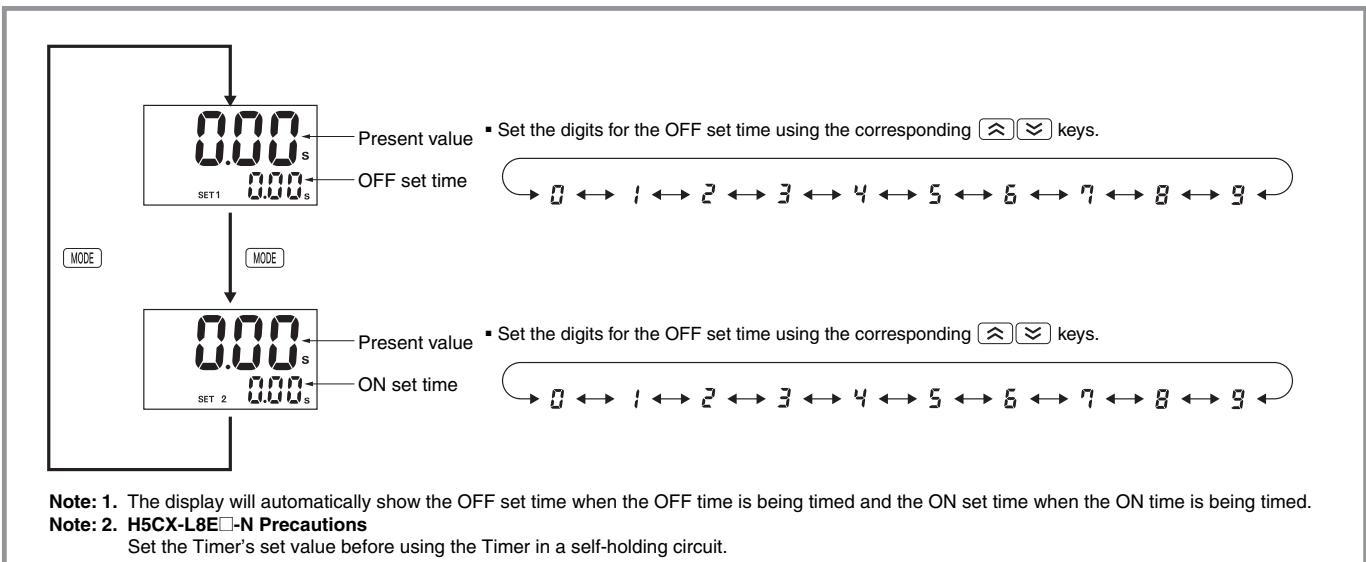 0.00 s
Present value
▪ Set the digits for the OFF set time using the corresponding keys.
SET 1 0.00 s
OFF set time
0 1 2 3 4 5 6 7 8 9
MODE
MODE
0.00 s
Present value
▪ Set the digits for the OFF set time using the corresponding keys.
SET 2 0.00 s
ON set time
0 1 2 3 4 5 6 7 8 9
Note: 1. The display will automatically show the OFF set time when the OFF time is being timed and the ON set time when the ON time is being timed.
Note: 2. H5CX-L8E□-N Precautions
Set the Timer's set value before using the Timer in a self-holding circuit.